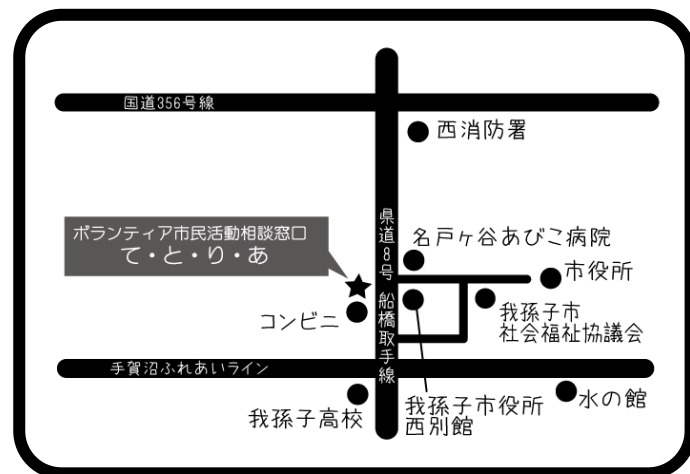 国道356号線
西消防署
ボランティア市民活動相談窓口
て・と・り・あ
県道8号 船橋取手線
名戸ヶ谷あびこ病院
市役所
コンビニ
我孫子市
社会福祉協議会
手賀沼ふれあいライン
我孫子高校
我孫子市役所
西別館
水の館